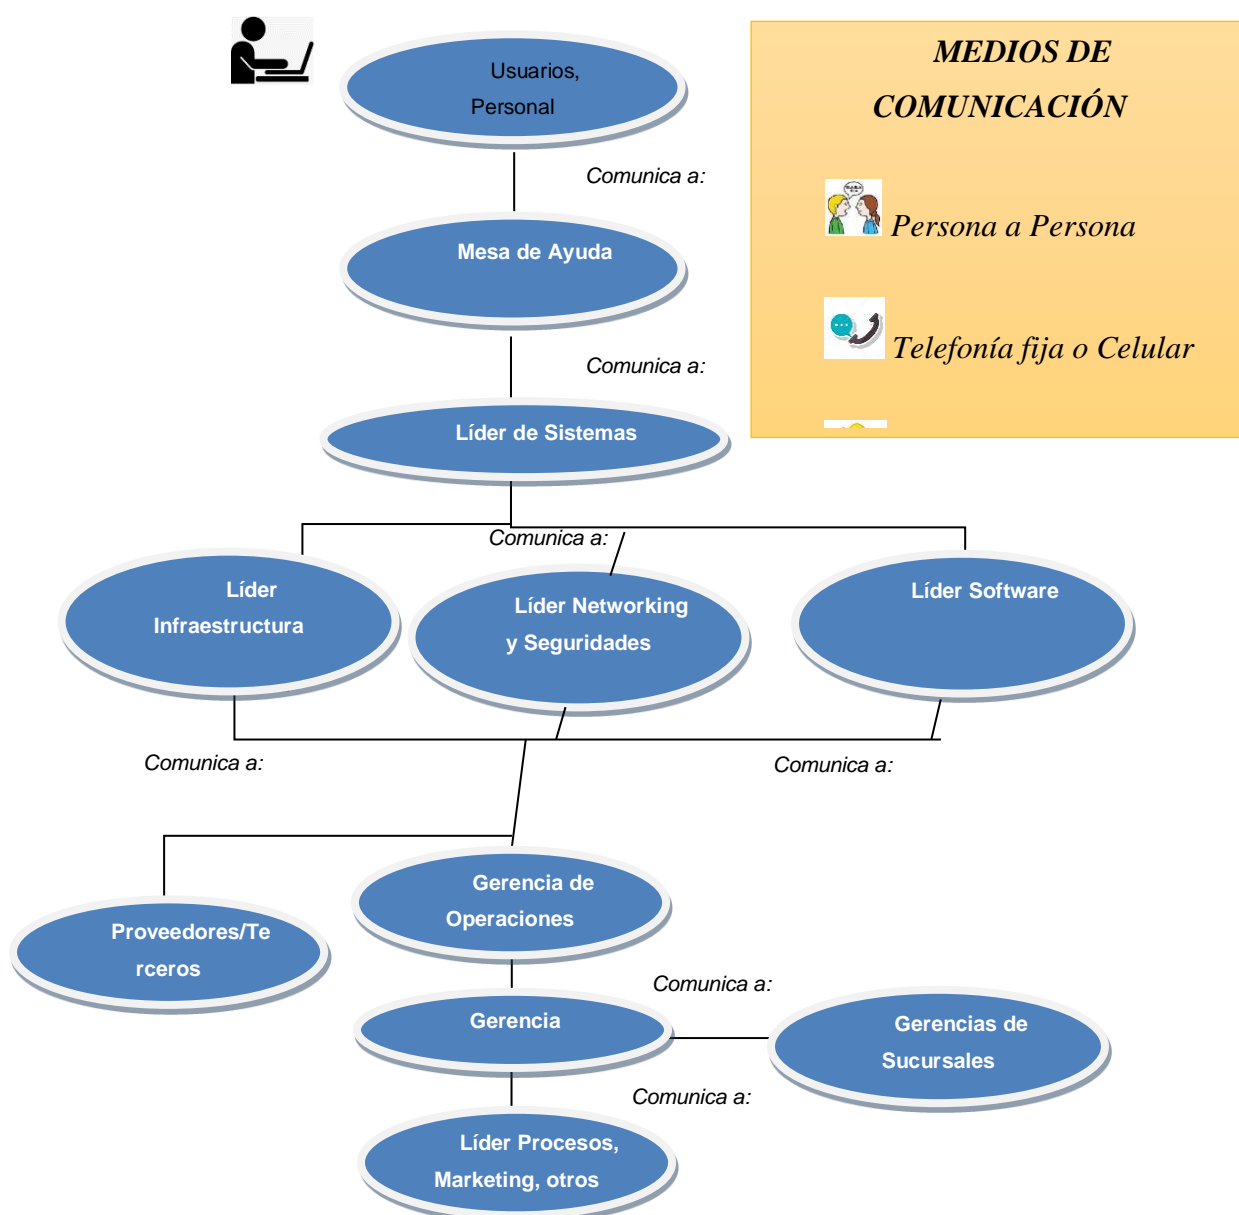 Usuarios,
Personal
MEDIOS DE
COMUNICACIÓN
Comunica a:
Persona a Persona
Mesa de Ayuda
Telefonía fija o Celular
Comunica a:
Líder de Sistemas
Comunica a:
Líder
Infraestructura
Líder Networking
y Seguridades
Líder Software
Comunica a:
Comunica a:
Gerencia de
Operaciones
Proveedores/Te
rceros
Comunica a:
Gerencia
Gerencias de
Sucursales
Comunica a:
Líder Procesos,
Marketing, otros